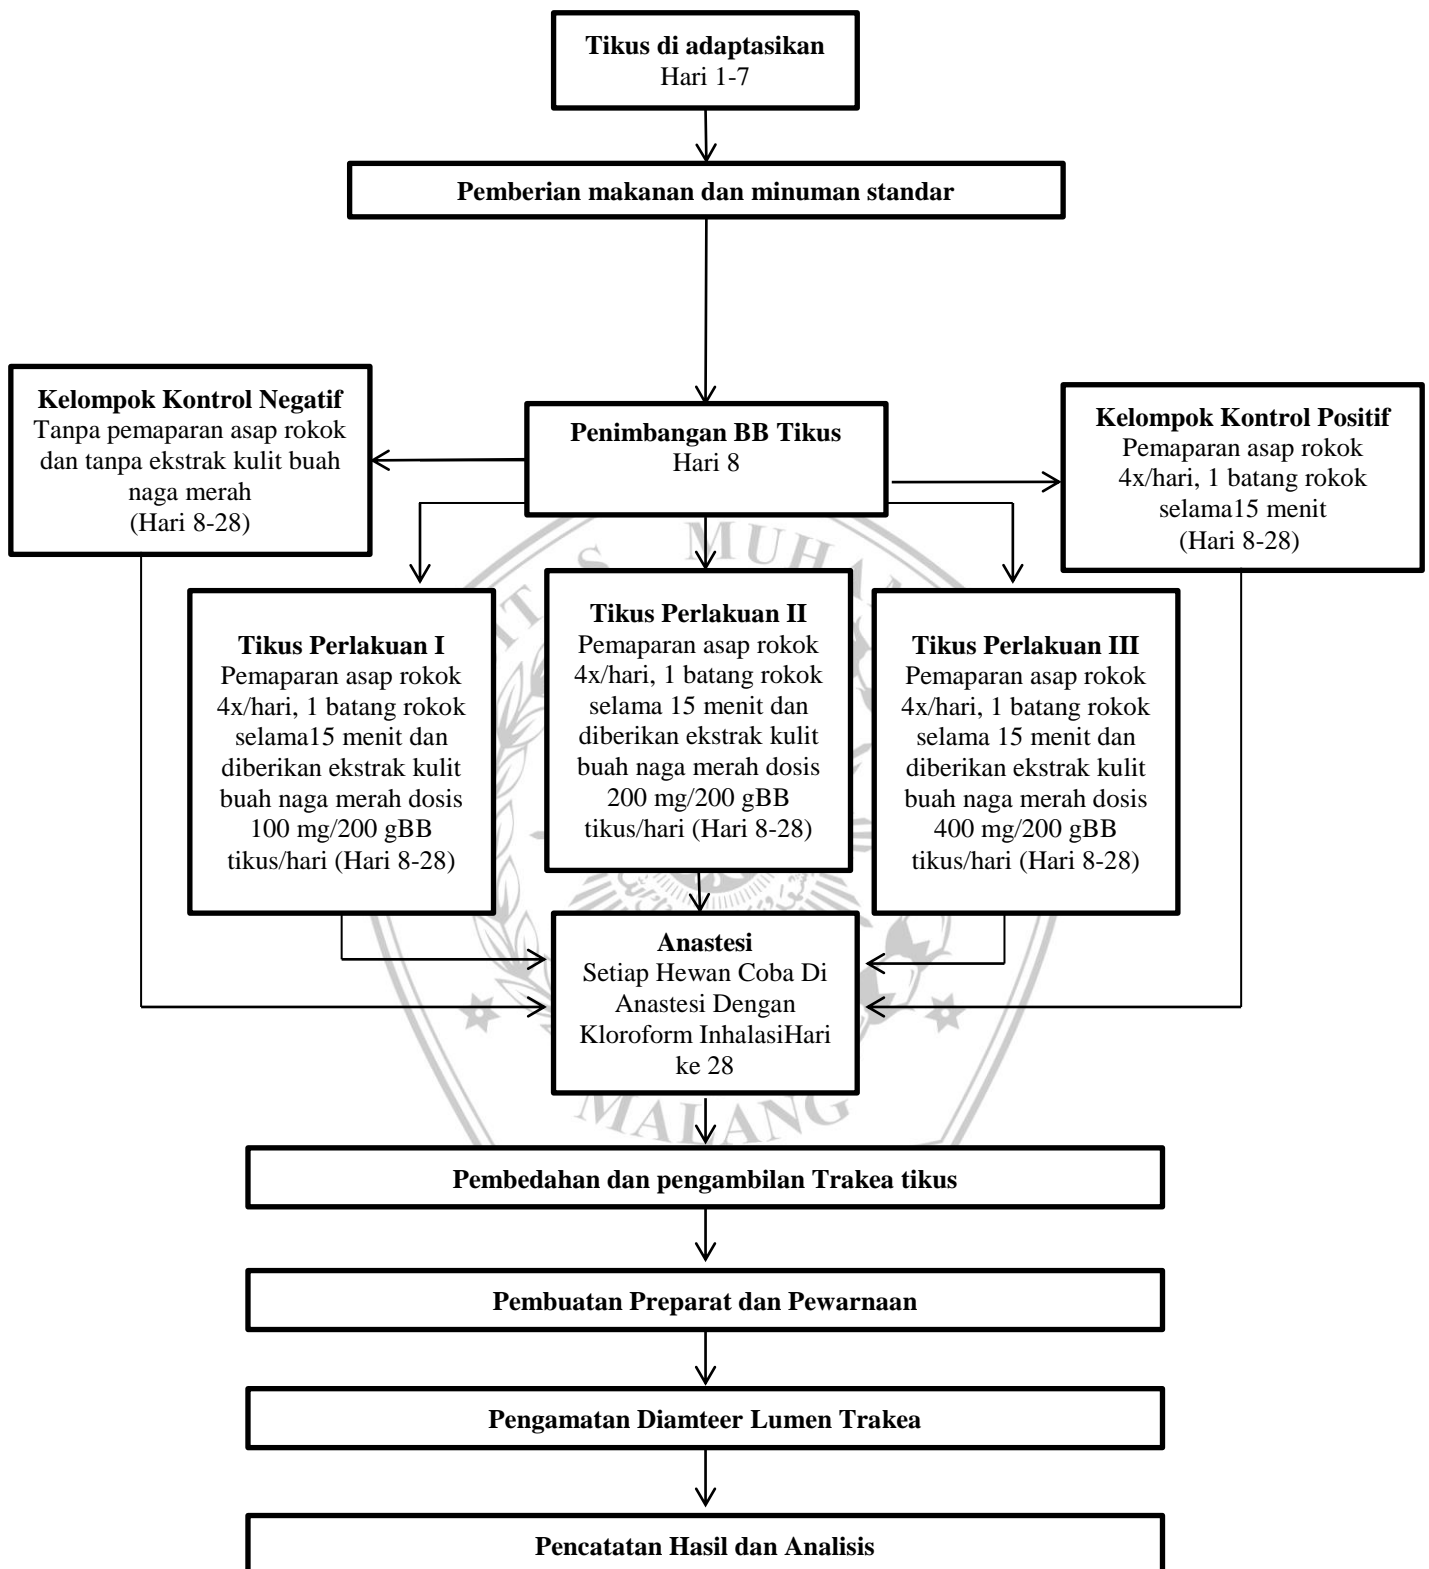 Tikus di adaptasikan
Hari 1-7
Pemberian makanan dan minuman standar
Kelompok Kontrol Negatif
Tanpa pemaparan asap rokok
dan tanpa ekstrak kulit buah
naga merah
(Hari 8-28)
Penimbangan BB Tikus
Hari 8
Kelompok Kontrol Positif
Pemaparan asap rokok
4x/hari, 1 batang rokok
selama15 menit
(Hari 8-28)
Tikus Perlakuan I
Pemaparan asap rokok
4x/hari, 1 batang rokok
selama15 menit dan
diberikan ekstrak kulit
buah naga merah dosis
100 mg/200 gBB
tikus/hari (Hari 8-28)
Tikus Perlakuan II
Pemaparan asap rokok
4x/hari, 1 batang rokok
selama 15 menit dan
diberikan ekstrak kulit
buah naga merah dosis
200 mg/200 gBB
tikus/hari (Hari 8-28)
Tikus Perlakuan III
Pemaparan asap rokok
4x/hari, 1 batang rokok
selama 15 menit dan
diberikan ekstrak kulit
buah naga merah dosis
400 mg/200 gBB
tikus/hari (Hari 8-28)
Anastesi
Setiap Hewan Coba Di
Anastesi Dengan
Kloroform InhalasiHari
ke 28
MALANG
Pembedahan dan pengambilan Trakea tikus
Pembuatan Preparat dan Pewarnaan
Pengamatan Diamteer Lumen Trakea
Pencatatan Hasil dan Analisis